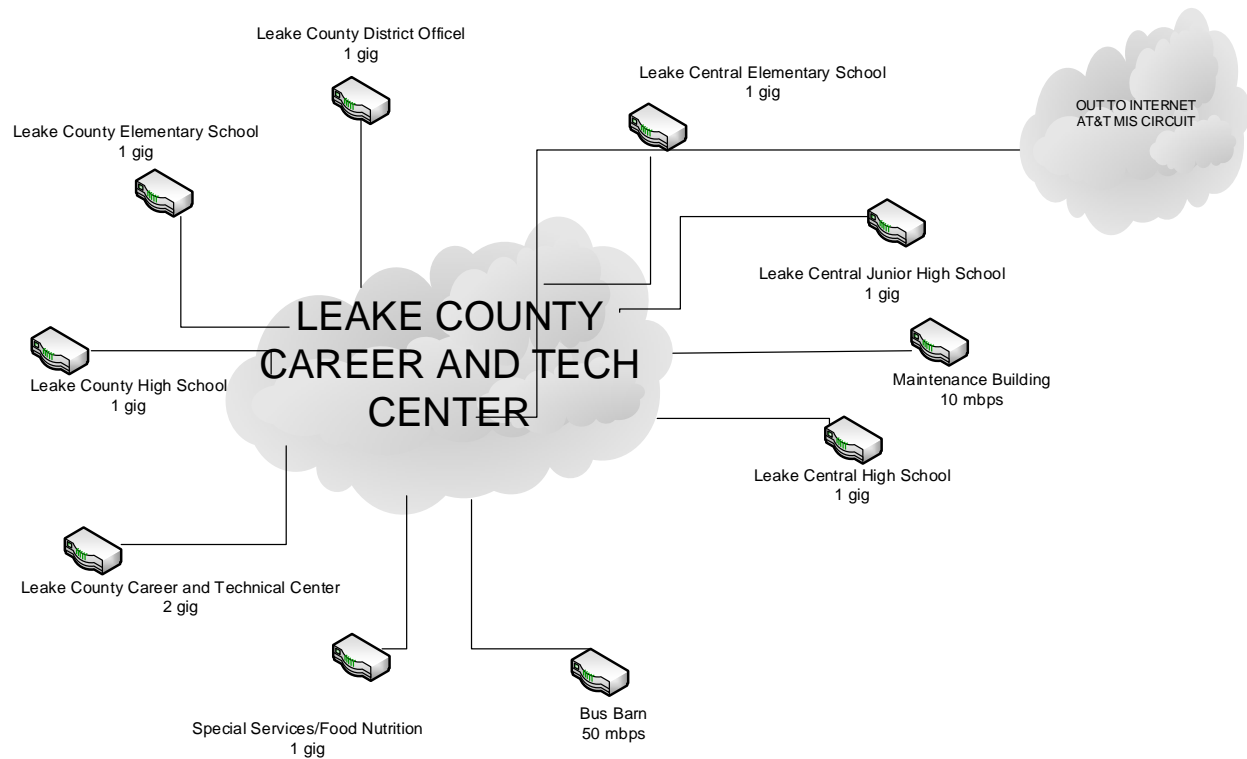 Leake County District Officel
1 gig
Leake Central Elementary School
1 gig
OUT TO INTERNET
AT&T MIS CIRCUIT
Leake County Elementary School
1 gig
Leake Central Junior High School
1 gig
LEAKE COUNTY
CAREER AND TECH
CENTER
Leake County High School
1 gig
Maintenance Building
10 mbps
Leake Central High School
1 gig
Leake County Career and Technical Center
2 gig
Special Services/Food Nutrition
1 gig
Bus Barn
50 mbps